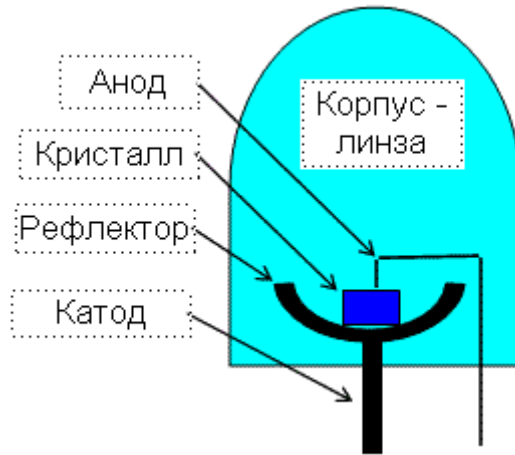 Анод
Корпус -
линза
Кристалл
Рефлектор
Катод